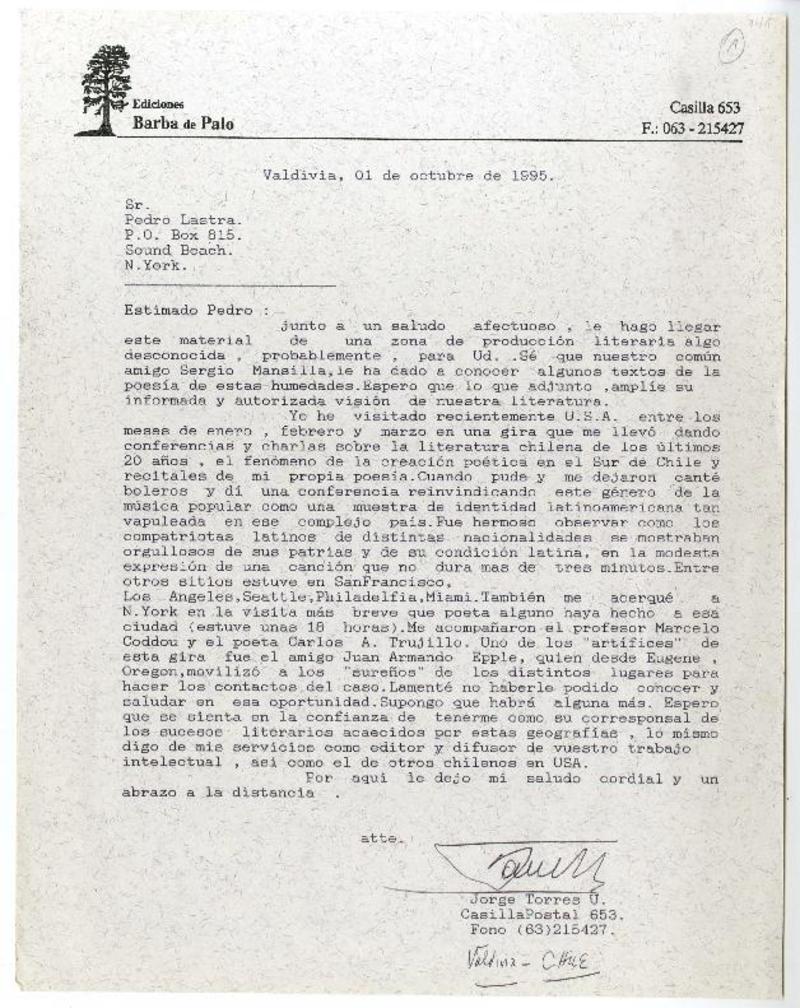 Ediciones
Barba de Palo
Casilla 653
F.: 063 - 215427
Valdivia, 01 de octubre de 1995.
Sr.
Pedro Lastra.
P.O. Box 815.
Sound Beach.
N.York.
Estimado Pedro :
junto a un saludo afectuoso , le hago llegar
este material de una zona de producción literaria algo
desconocida , probablemente , para Ud. .Sé que nuestro común
amigo Sergio Mansilla,le ha dado a conocer algunos textos de la
poesía de estas humedades.Espero que lo que adjunto ,amplíe su
informada y autorizada visión de nuestra literatura.
Yo he visitado recientemente U.S.A. entre los
meses de enero , febrero y marzo en una gira que me llevó dando
conferencias y charlas sobre la literatura chilena de los últimos
20 años , el fenómeno de la creación poética en el Sur de Chile y
recitales de mi propia poesía.Cuando pude y me dejaron canté
boleros y dí una conferencia reinvindicando este género de la
música popular como una muestra de identidad latinoamericana tan
vapuleada en ese complejo país.Fue hermoso observar como los
compatriotas latinos de distintas nacionalidades se mostraban
orgullosos de sus patrias y de su condición latina, en la modesta
expresión de una canción que no dura mas de tres minutos.Entre
otros sitios estuve en SanFrancisco,
Los Angeles,Seattle,Philadelfia,Miami.También me acerqué a
N.York en la visita más breve que poeta alguno haya hecho a esa
ciudad (estuve unas 18 horas).Me acompañaron el profesor Marcelo
Coddou y el poeta Carlos A. Trujillo. Uno de los "artífices" de
esta gira fue el amigo Juan Armando Epple, quien desde Eugene ,
Oregon,movilizó a los "sureños" de los distintos lugares para
hacer los contactos del caso.Lamenté no haberle podido conocer y
saludar en esa oportunidad.Supongo que habrá alguna más. Espero
que se sienta en la confianza de tenerme como su corresponsal de
los sucesos literarios acaecidos por estas geografías , lo mismo
digo de mis servicios como editor y difusor de vuestro trabajo
intelectual , así como el de otros chilenos en USA.
Por aquí le dejo mi saludo cordial y un
abrazo a la distancia .
atte.
Jorge Torres U.
CasillaPostal 653.
Fono (63)215427.
Valdivia - CHILE